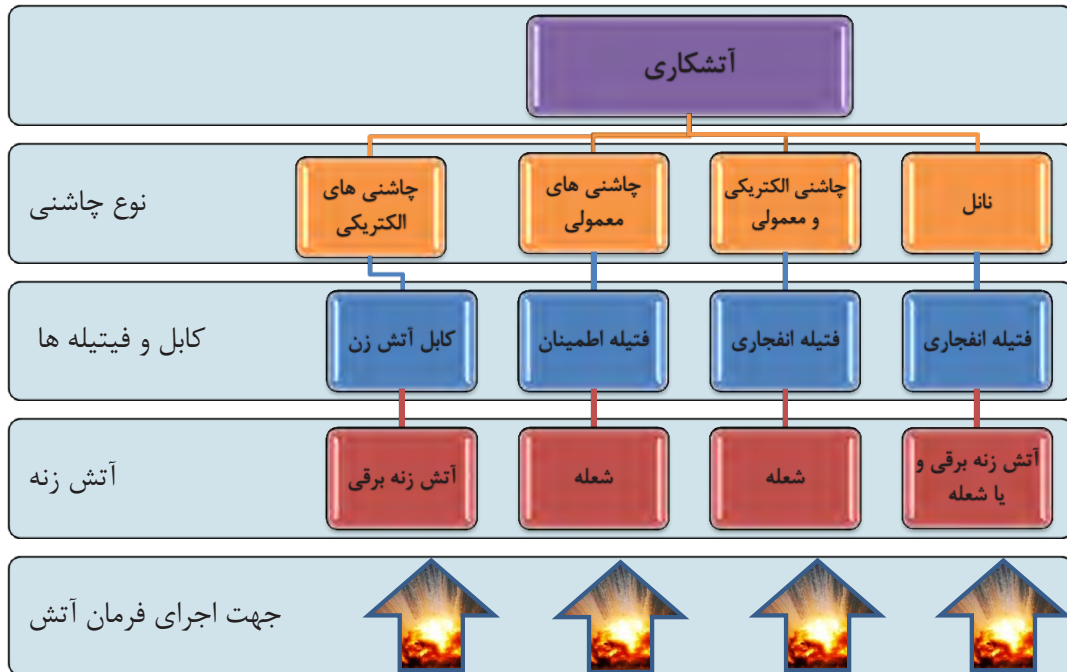 آتشکاری
نوع چاشنی
نانل
چاشنی الکتریکی
و معمولی
چاشنی های
معمولی
چاشنی های
الکتریکی
کابل و فیتیله ها
فتیله انفجاری
فتیله انفجاری
فتیله اطمینان
کابل آتش زن
آتش زنه
آتش زنه برقی و
یا شعله
شعله
شعله
آتش زنه برقی
جهت اجرای فرمان آتش